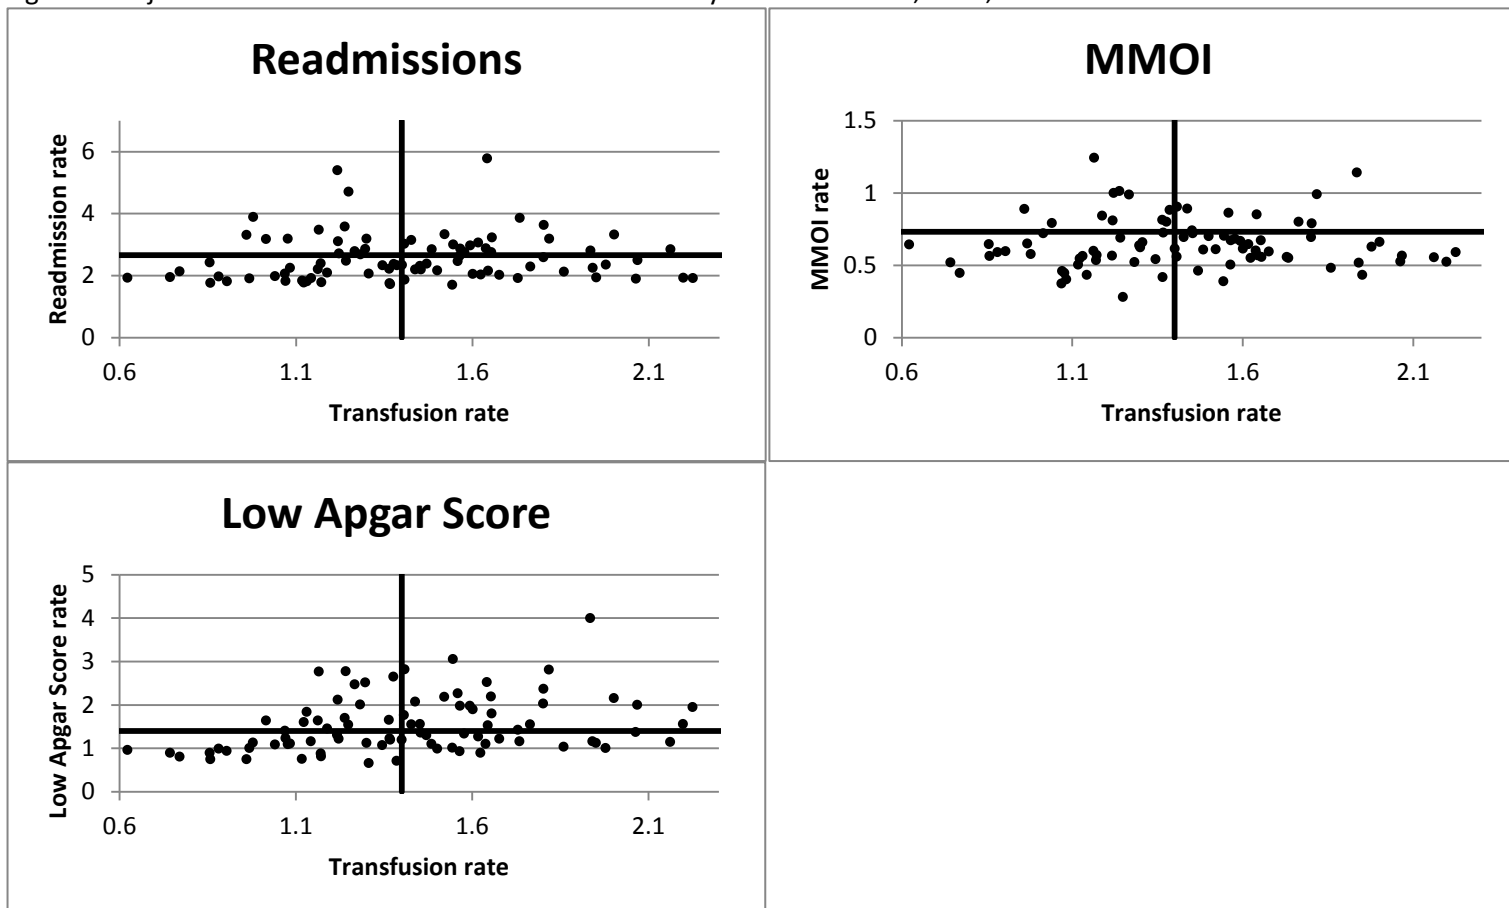 Readmissions
Readmission rate
6
4
2
0
0.6 1.1 1.6 2.1
Transfusion rate
MMOI
MMOI rate
1.5
1
0.5
0
0.6 1.1 1.6 2.1
Transfusion rate
Low Apgar Score
Low Apgar Score rate
5
4
3
2
1
0
0.6 1.1 1.6 2.1
Transfusion rate